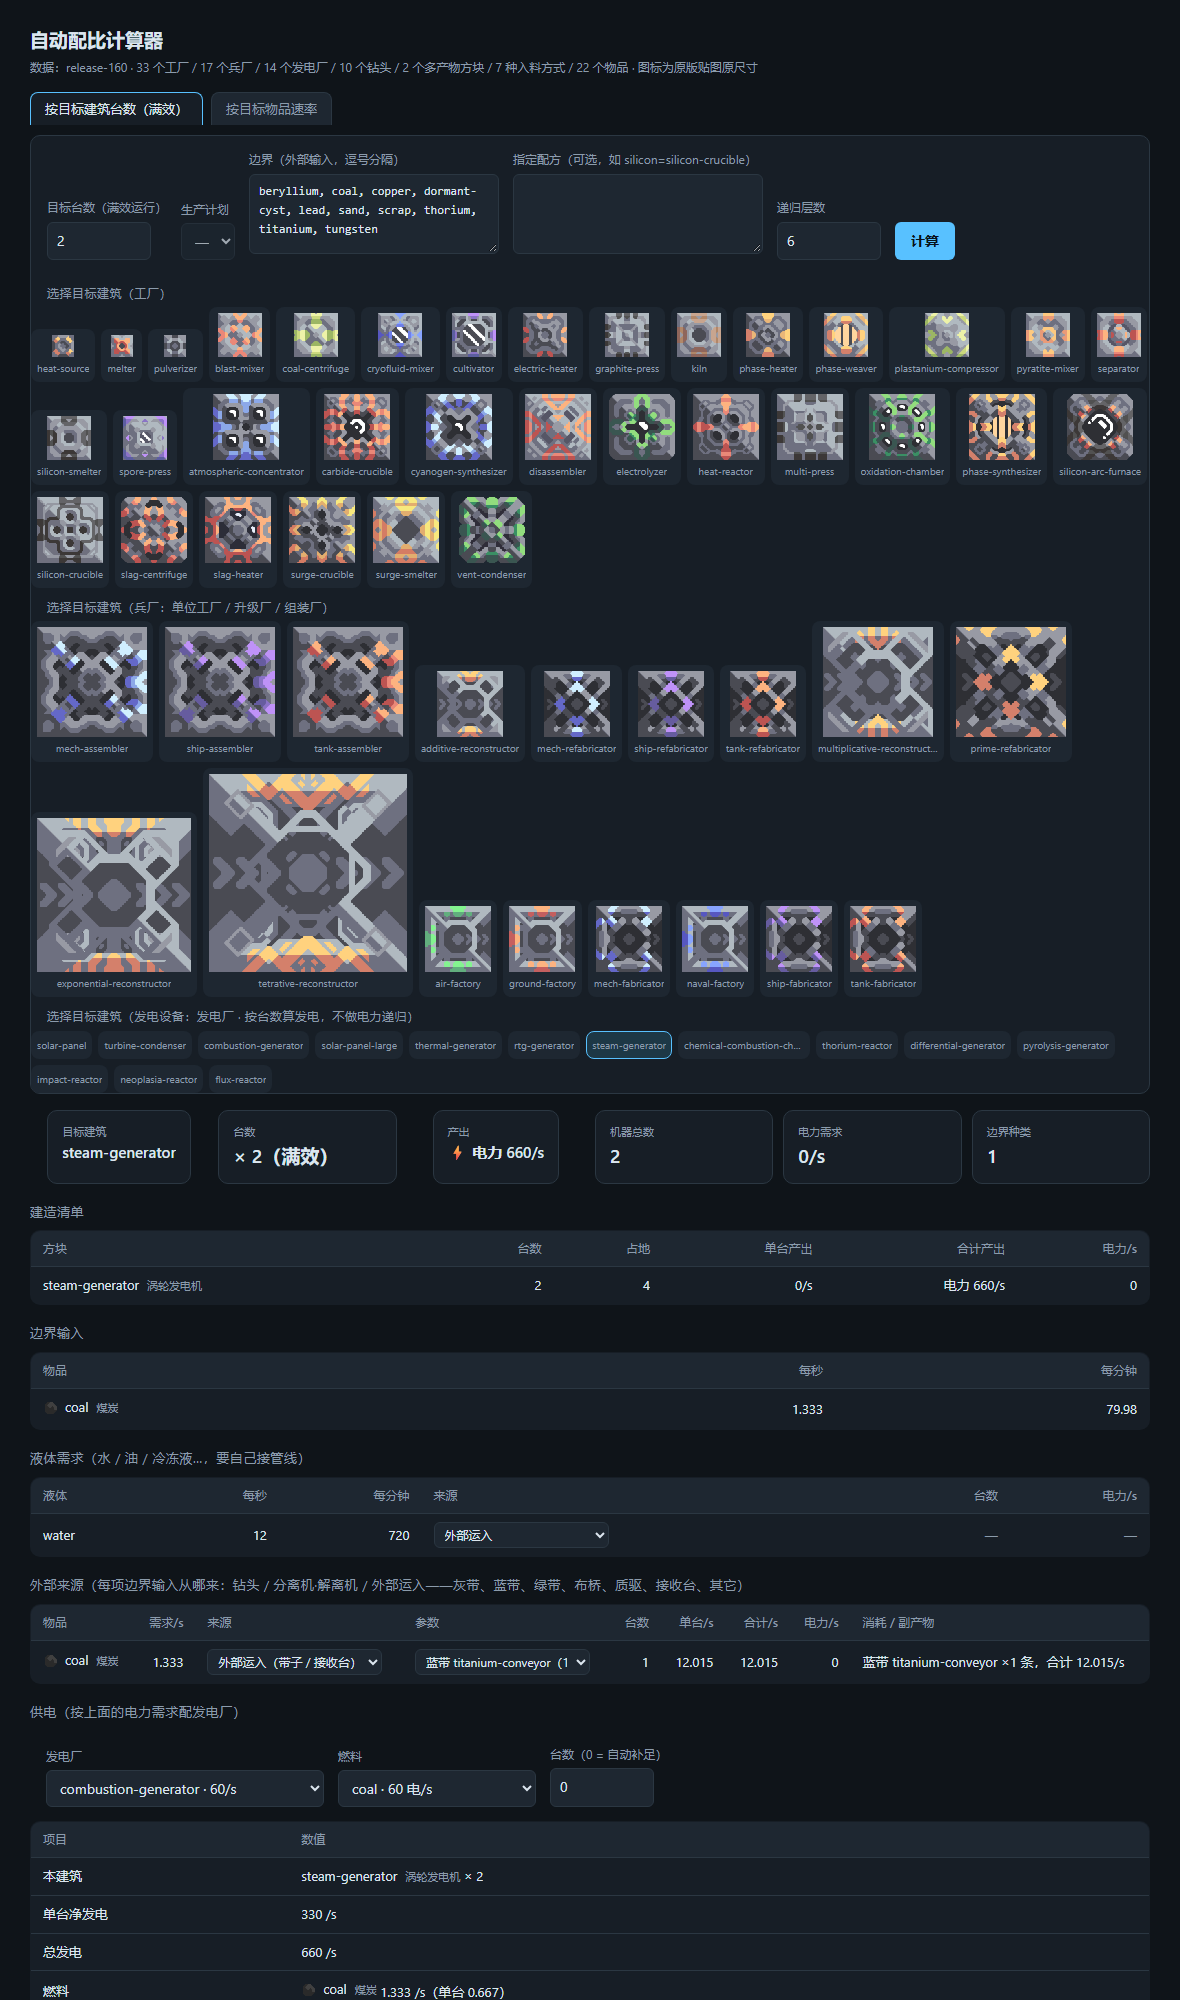 自动配比计算器
数据：release-160 · 33 个工厂 / 17 个兵厂 / 14 个发电厂 / 10 个钻头 / 2 个多产物方块 / 7 种入料方式 / 22 个物品 · 图标为原版贴图原尺寸
按目标建筑台数（满效） 按目标物品速率
边界（外部输入，逗号分隔） 指定配方（可选，如 silicon=silicon-crucible）
目标台数（满效运行） 生产计划 递归层数
beryllium, coal, copper, dormant-
cyst, lead, sand, scrap, thorium,
titanium, tungsten
2 — 6 计算
选择目标建筑（工厂）
heat-source melter pulverizer blast-mixer coal-centrifuge cryofluid-mixer cultivator electric-heater graphite-press kiln phase-heater phase-weaver plastanium-compressor pyratite-mixer separator
silicon-smelter spore-press atmospheric-concentrator carbide-crucible cyanogen-synthesizer disassembler electrolyzer heat-reactor multi-press oxidation-chamber phase-synthesizer silicon-arc-furnace
silicon-crucible slag-centrifuge slag-heater surge-crucible surge-smelter vent-condenser
选择目标建筑（兵厂：单位工厂 / 升级厂 / 组装厂）
mech-assembler ship-assembler tank-assembler additive-reconstructor mech-refabricator ship-refabricator tank-refabricator multiplicative-reconstruct... prime-refabricator
exponential-reconstructor tetrative-reconstructor air-factory ground-factory mech-fabricator naval-factory ship-fabricator tank-fabricator
选择目标建筑（发电设备：发电厂 · 按台数算发电，不做电力递归）
solar-panel turbine-condenser combustion-generator solar-panel-large thermal-generator rtg-generator steam-generator chemical-combustion-ch... thorium-reactor differential-generator pyrolysis-generator
impact-reactor neoplasia-reactor flux-reactor
目标建筑 台数 产出 机器总数 电力需求 边界种类
steam-generator × 2（满效） 电力 660/s 2 0/s 1
建造清单
方块 台数 占地 单台产出 合计产出 电力/s
steam-generator 涡轮发电机 2 4 0/s 电力 660/s 0
边界输入
物品 每秒 每分钟
coal 煤炭 1.333 79.98
液体需求（水 / 油 / 冷冻液…，要自己接管线）
液体 每秒 每分钟 来源 台数 电力/s
water 12 720 外部运入 — —
外部来源（每项边界输入从哪来：钻头 / 分离机·解离机 / 外部运入——灰带、蓝带、绿带、布桥、质驱、接收台、其它）
物品 需求/s 来源 参数 台数 单台/s 合计/s 电力/s 消耗 / 副产物
coal 煤炭 1.333 外部运入（带子 / 接收台） 蓝带 titanium-conveyor（1 1 12.015 12.015 0 蓝带 titanium-conveyor ×1 条，合计 12.015/s
供电（按上面的电力需求配发电厂）
发电厂 燃料 台数（0 = 自动补足）
combustion-generator · 60/s coal · 60 电/s 0
项目 数值
本建筑 steam-generator 涡轮发电机 × 2
单台净发电 330 /s
总发电 660 /s
燃料 coal 煤炭 1.333 /s（单台 0.667）